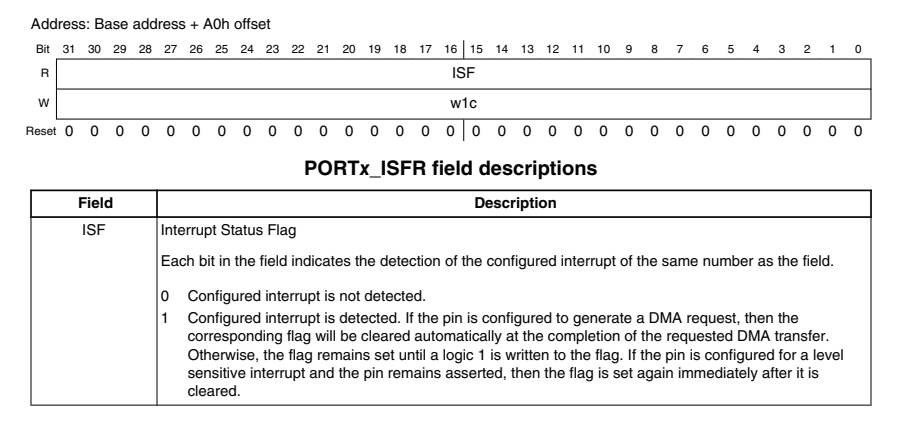 Address: Base address + A0h offset
Bit 31 30 29 28 27 26 25 24 23 22 21 20 19 18 17 16 15 14 13 12 11 10 9 8 7 6 5 4 3 2 1 0
R ISF
W w1c
Reset 0 0 0 0 0 0 0 0 0 0 0 0 0 0 0 0 0 0 0 0 0 0 0 0 0 0 0 0 0 0 0 0
PORTx_ISFR field descriptions
Field Description
ISF Interrupt Status Flag
Each bit in the field indicates the detection of the configured interrupt of the same number as the field.
0 Configured interrupt is not detected.
1 Configured interrupt is detected. If the pin is configured to generate a DMA request, then the
corresponding flag will be cleared automatically at the completion of the requested DMA transfer.
Otherwise, the flag remains set until a logic 1 is written to the flag. If the pin is configured for a level
sensitive interrupt and the pin remains asserted, then the flag is set again immediately after it is
cleared.